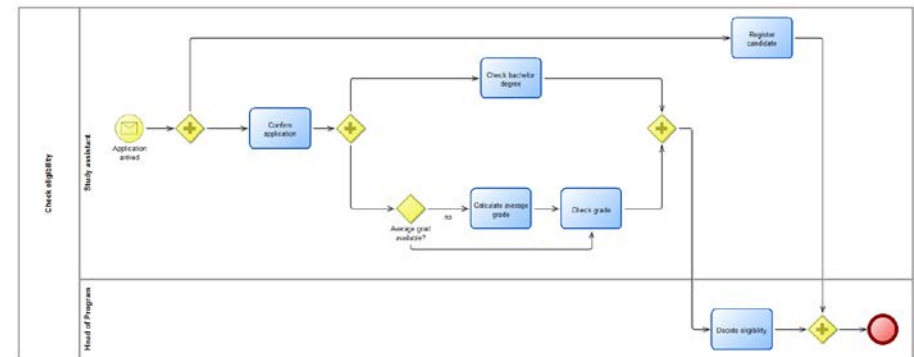 Check eligibility
Study assistant
Head of Program
Application
arrived
Confirm
application
Check bachelor
degree
Register
candidate
Average grad
available?
no
Calculate average
grade
Check grade
Decide eligibility